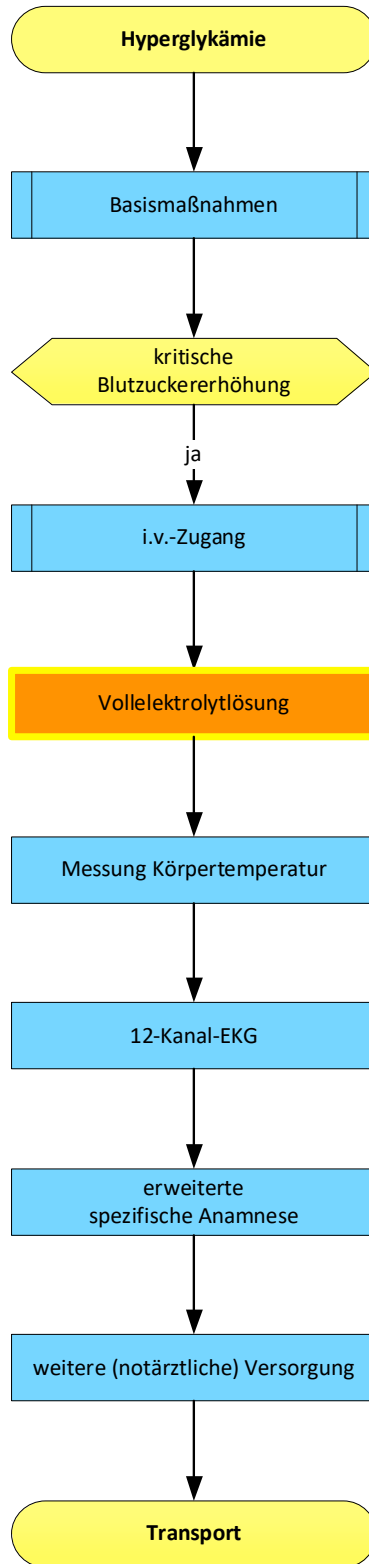 Hyperglykämie
Basismaßnahmen
kritische
Blutzuckererhöhung
ja
i.v.-Zugang
Vollelektrolytlösung
Messung Körpertemperatur
12-Kanal-EKG
erweiterte
spezifische Anamnese
weitere (notärztliche) Versorgung
Transport